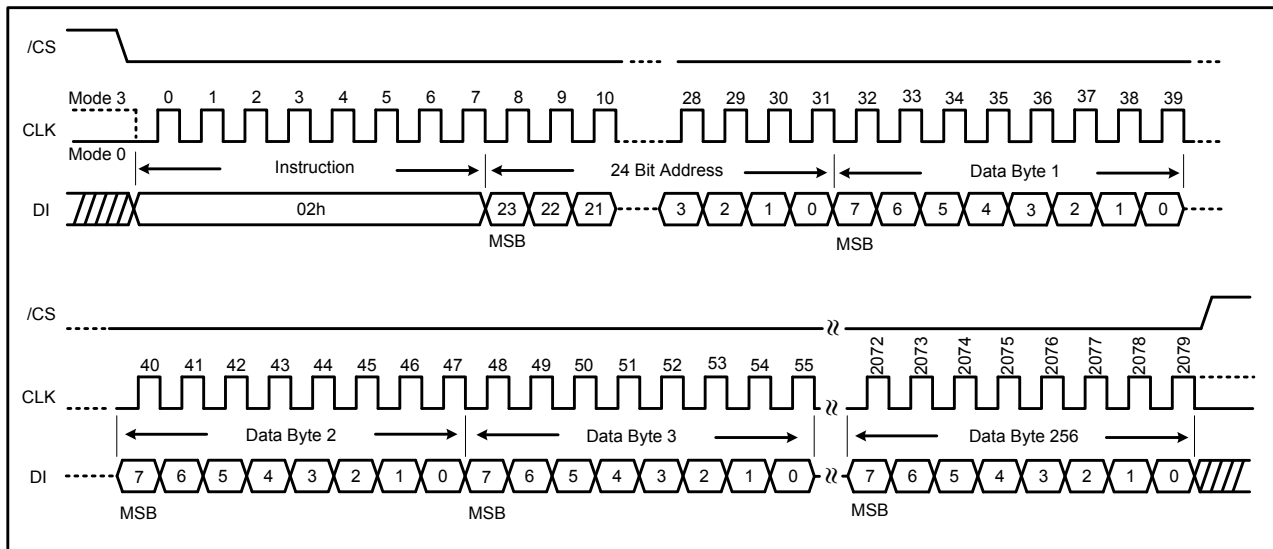 /CS
Mode 3 0 1 2 3 4 5 6 7 8 9 10 28 29 30 31 32 33 34 35 36 37 38 39
CLK
Mode 0 Instruction 24 Bit Address Data Byte 1
DI 02h 23 22 21 3 2 1 0 7 6 5 4 3 2 1 0
MSB MSB
/CS
40 41 42 43 44 45 46 47 48 49 50 51 52 53 54 55 2072 2073 2074 2075 2076 2077 2078 2079
CLK
Data Byte 2 Data Byte 3 Data Byte 256
DI 7 6 5 4 3 2 1 0 7 6 5 4 3 2 1 0 7 6 5 4 3 2 1 0
MSB MSB MSB